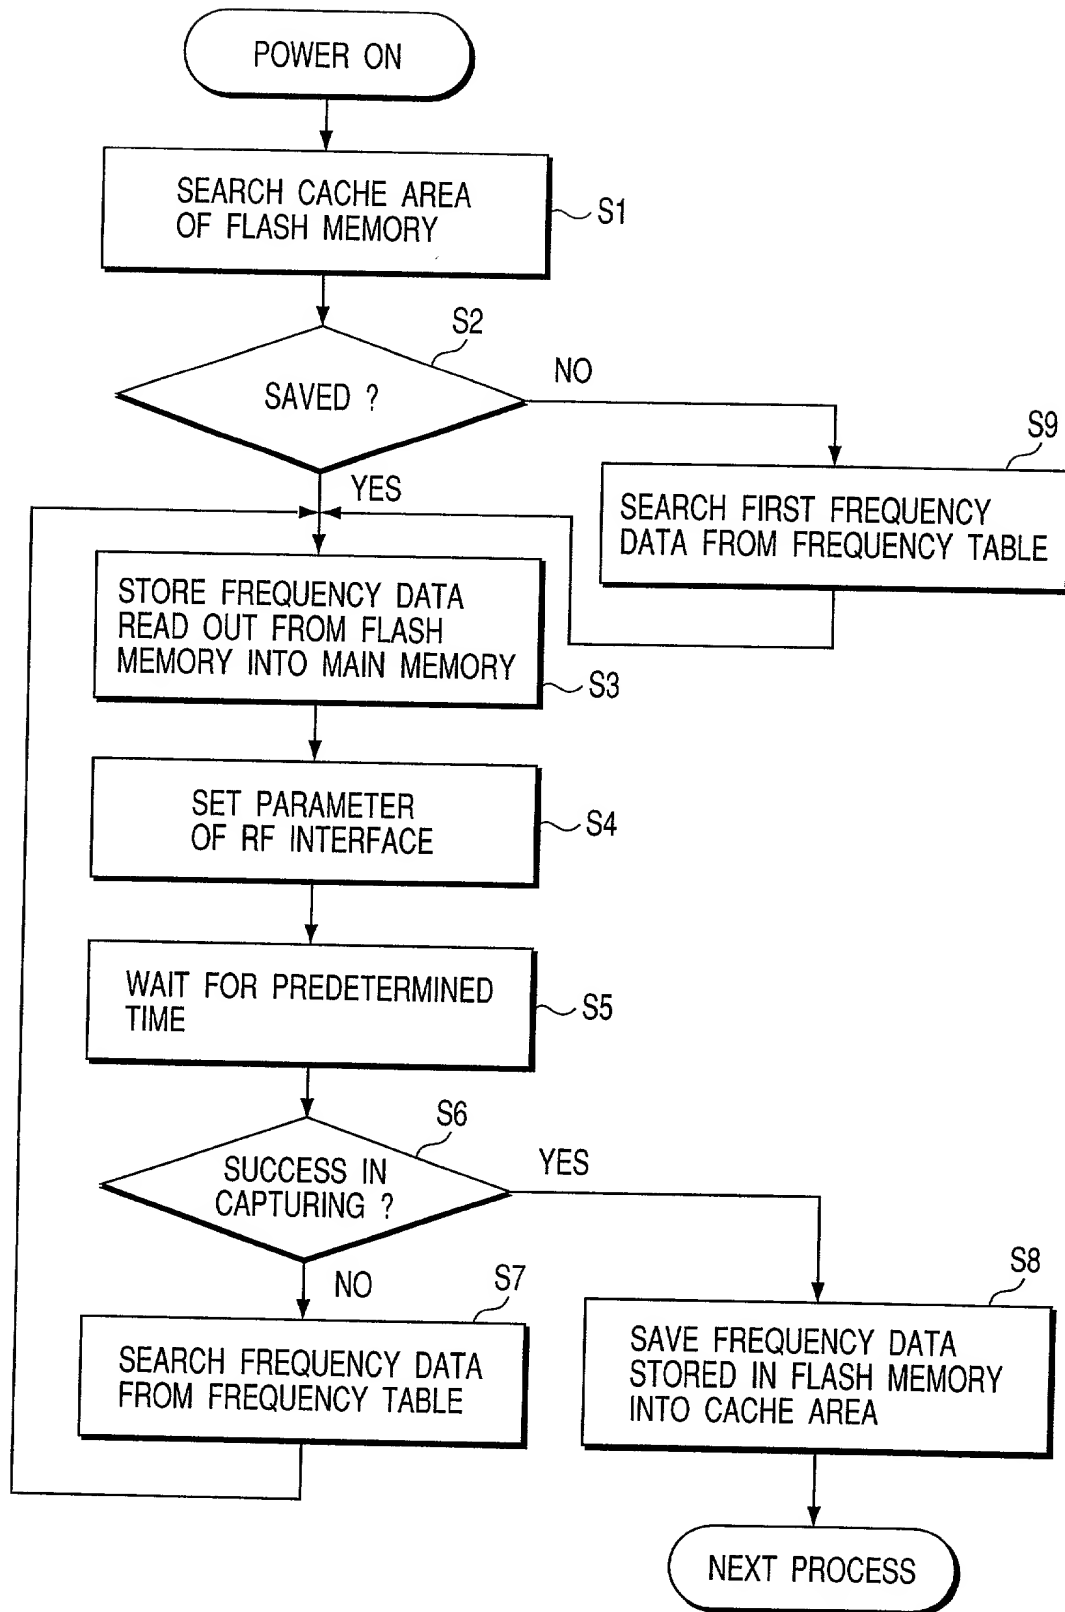 POWER ON
SEARCH CACHE AREA
OF FLASH MEMORY
S1
S2
SAVED ?
NO
YES
S9
SEARCH FIRST FREQUENCY
DATA FROM FREQUENCY TABLE
STORE FREQUENCY DATA
READ OUT FROM FLASH
MEMORY INTO MAIN MEMORY
S3
SET PARAMETER
OF RF INTERFACE
S4
WAIT FOR PREDETERMINED
TIME
S5
S6
SUCCESS IN
CAPTURING ?
YES
NO
S7
SEARCH FREQUENCY DATA
FROM FREQUENCY TABLE
S8
SAVE FREQUENCY DATA
STORED IN FLASH MEMORY
INTO CACHE AREA
NEXT PROCESS